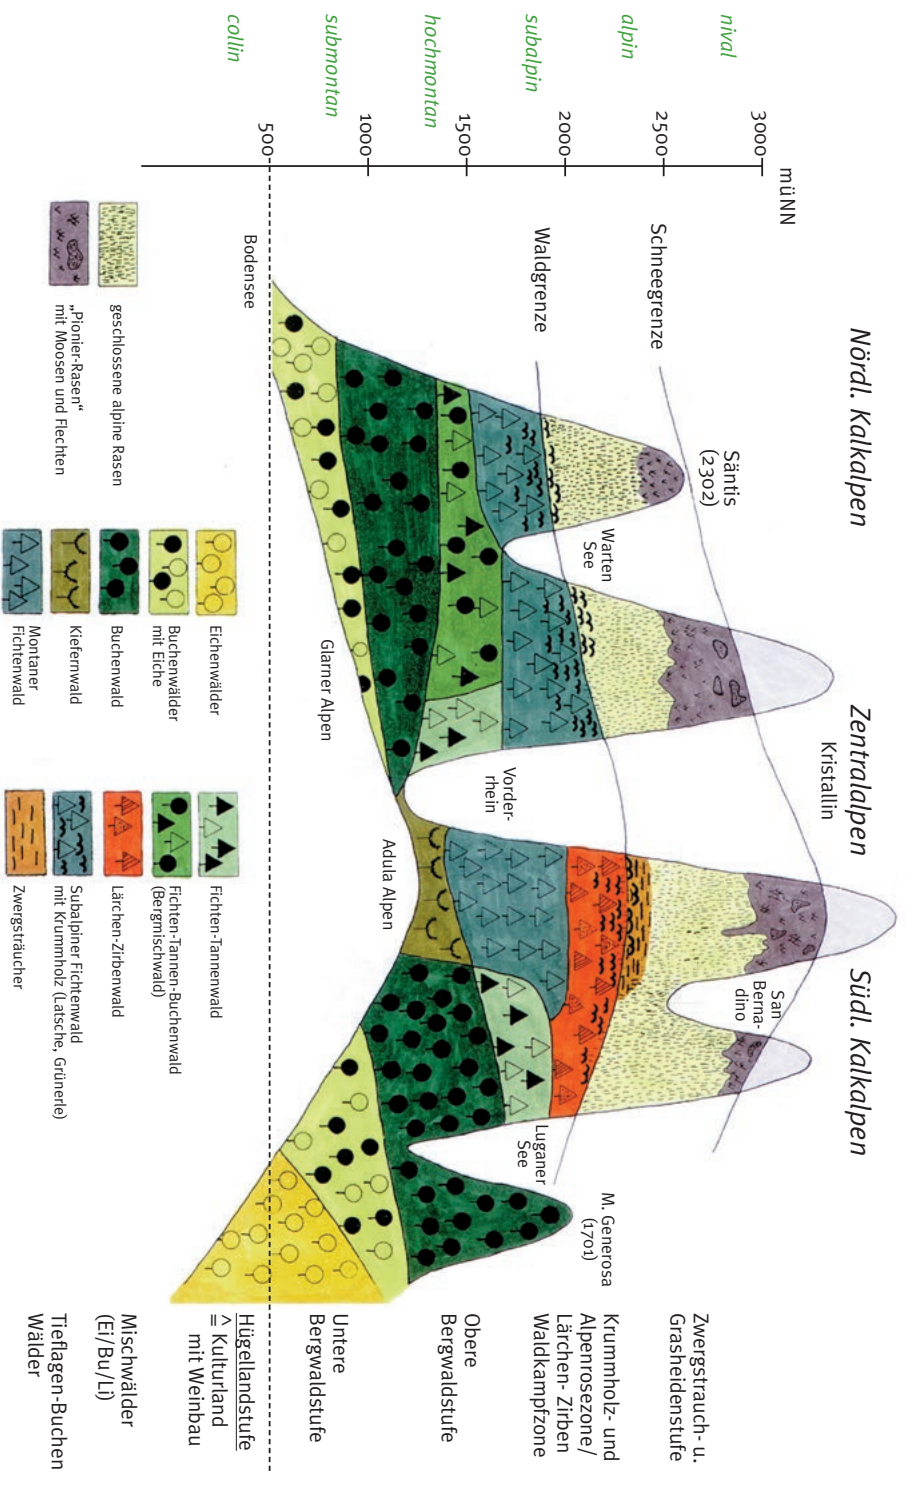 Nördl. Kalkalpen
Zentralalpen
Kristallin
Südl. Kalkalpen
müNN
3000
2500
2000
1500
1000
500
nival
alpin
subalpin
hochmontan
submontan
collin
Schneegrenze
Waldgrenze
Säntis
(2302)
Warten
See
Vorder-
rhein
San
Berna-
dino
Luganer
See
M. Generosa
(1701)
Bodensee
Glarner Alpen
Adula Alpen
Zwergstrauch- u.
Grasheidenstufe
Krummholz- und
Alpenrosezone/
Lärchen- Zirben
Waldkampfzone
Obere
Bergwaldstufe
Untere
Bergwaldstufe
Hügellandstufe
^ Kulturland
= mit Weinbau
Mischwälder
(Ei/Bu/Li)
Tieflagen-Buchen
Wälder
geschlossene alpine Rasen
„Pionier-Rasen“
mit Moosen und Flechten
Eichenwälder
Buchenwälder
mit Eiche
Buchenwald
Kiefernwald
Montaner
Fichtenwald
Fichten-Tannenwald
Fichten-Tannen-Buchenwald
(Bergmischwald)
Lärchen-Zirbenwald
Subalpiner Fichtenwald
mit Krummholz (Latsche, Grünerle)
Zwergsträucher